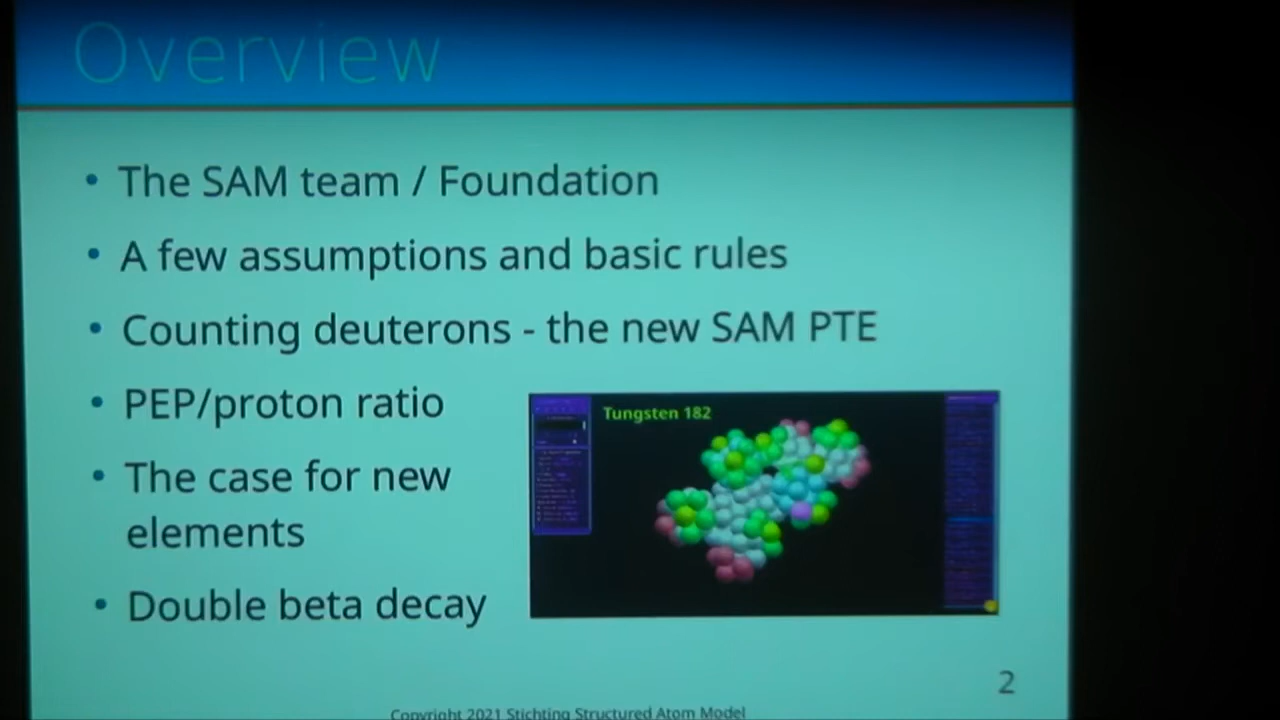 Overview
• The SAM team / Foundation
• A few assumptions and basic rules
• Counting deuterons - the new SAM PTE
• PEP/proton ratio
• The case for new
elements
• Double beta decay
Tungsten 182
2
Copyright 2021 Stichting Structured Atom Model